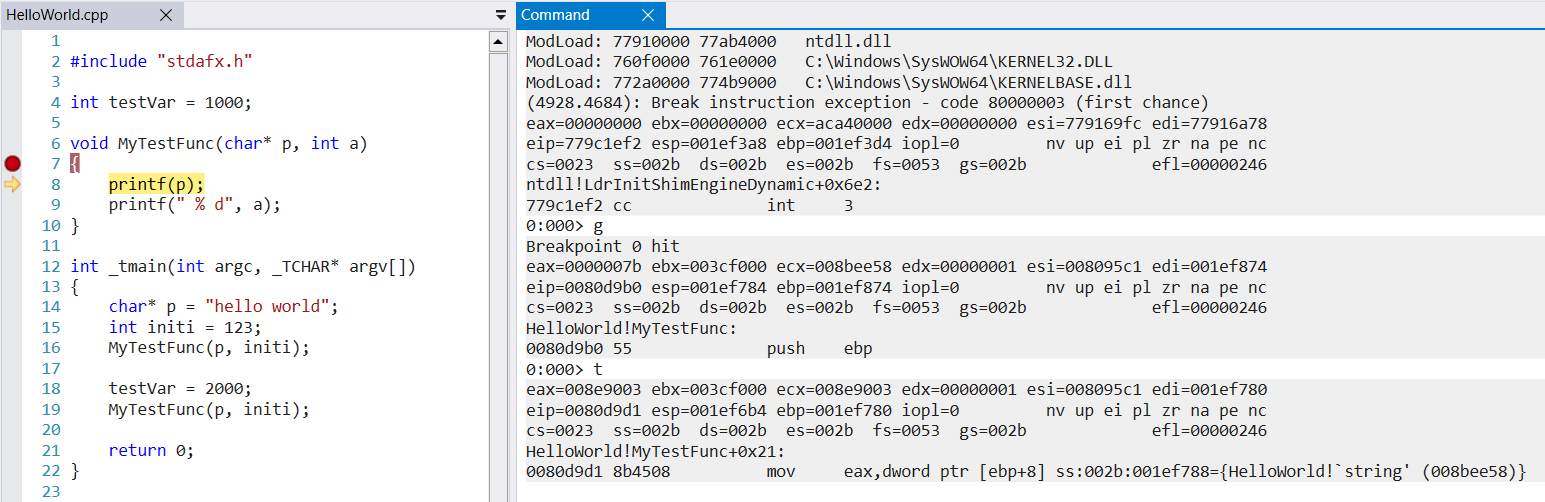 HelloWorld.cpp
1
2 #include "stdafx.h"
3
4 int testVar = 1000;
5
6 void MyTestFunc(char* p, int a)
7 {
8     printf(p);
9     printf(" % d", a);
10 }
11
12 int _tmain(int argc, _TCHAR* argv[])
13 {
14     char* p = "hello world";
15     int initi = 123;
16     MyTestFunc(p, initi);
17
18     testVar = 2000;
19     MyTestFunc(p, initi);
20
21     return 0;
22 }
23
Command
ModLoad: 77910000 77ab4000   ntdll.dll
ModLoad: 760f0000 761e0000   C:\Windows\SysWOW64\KERNEL32.DLL
ModLoad: 772a0000 774b9000   C:\Windows\SysWOW64\KERNELBASE.dll
(4928.4684): Break instruction exception - code 80000003 (first chance)
eax=00000000 ebx=00000000 ecx=aca40000 edx=00000000 esi=779169fc edi=77916a78
eip=779c1ef2 esp=001ef3a8 ebp=001ef3d4 iopl=0         nv up ei pl zr na pe nc
cs=0023  ss=002b  ds=002b  es=002b  fs=0053  gs=002b             efl=00000246
ntdll!LdrInitShimEngineDynamic+0x6e2:
779c1ef2 cc              int     3
0:000> g
Breakpoint 0 hit
eax=0000007b ebx=003cf000 ecx=008bee58 edx=00000001 esi=008095c1 edi=001ef874
eip=0080d9b0 esp=001ef784 ebp=001ef874 iopl=0         nv up ei pl zr na pe nc
cs=0023  ss=002b  ds=002b  es=002b  fs=0053  gs=002b             efl=00000246
HelloWorld!MyTestFunc:
0080d9b0 55              push    ebp
0:000> t
eax=008e9003 ebx=003cf000 ecx=008e9003 edx=00000001 esi=008095c1 edi=001ef780
eip=0080d9d1 esp=001ef6b4 ebp=001ef780 iopl=0         nv up ei pl zr na pe nc
cs=0023  ss=002b  ds=002b  es=002b  fs=0053  gs=002b             efl=00000246
HelloWorld!MyTestFunc+0x21:
0080d9d1 8b4508          mov     eax,dword ptr [ebp+8] ss:002b:001ef788={HelloWorld!`string' (008bee58)}